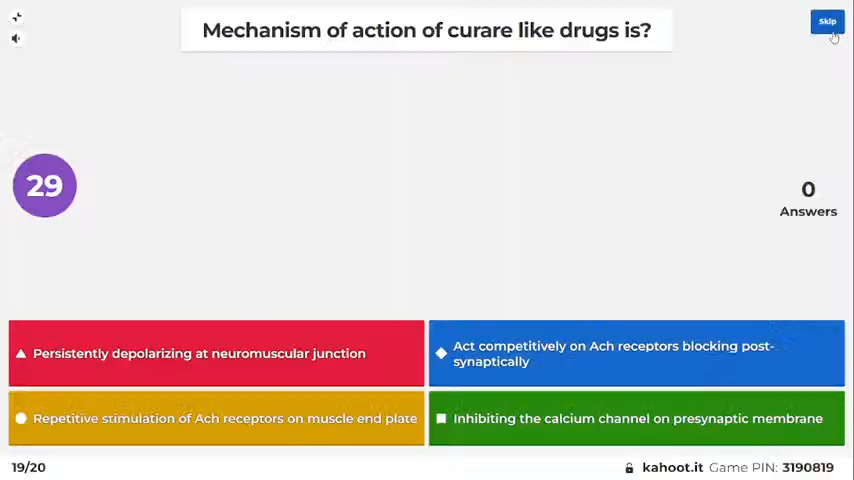 Mechanism of action of curare like drugs is?
Skip
29
0
Answers
Persistently depolarizing at neuromuscular junction
Act competitively on Ach receptors blocking post-
synaptically
Repetitive stimulation of Ach receptors on muscle end plate
Inhibiting the calcium channel on presynaptic membrane
19/20
kahoot.it Game PIN: 3190819